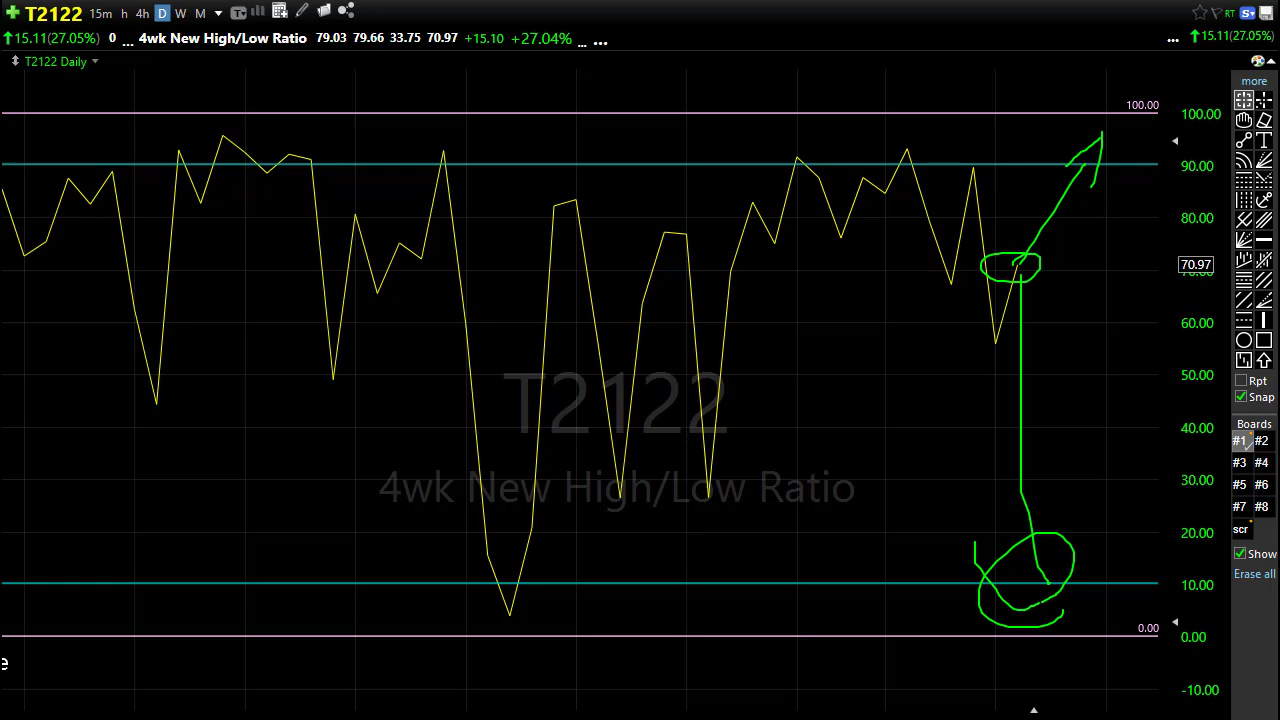 T2122 15m h 4h D W M T
RT S
15.11(27.05%) 0 ... 4wk New High/Low Ratio 79.03 79.66 33.75 70.97 +15.10 +27.04% ... ...
... 15.11(27.05%)
T2122 Daily
more
100.00
100.00
90.00
80.00
70.97
70.00
60.00
50.00
40.00
30.00
20.00
10.00
0.00
0.00
-10.00
T2122
4wk New High/Low Ratio
e
T
Rpt
Snap
Boards
#1 #2
#3 #4
#5 #6
#7 #8
scr
Show
Erase all